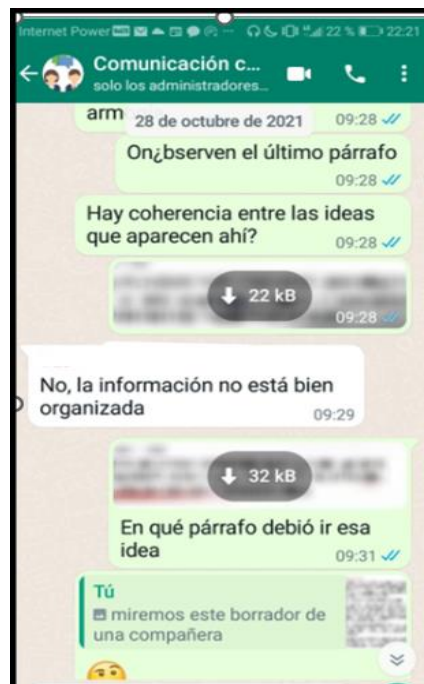 Internet Power
22 % 22:21
Comunicación c...
solo los administradores...
arm
28 de octubre de 2021
09:28
On¿bserven el último párrafo
09:28
Hay coherencia entre las ideas
que aparecen ahí?
09:28
22 kB
09:28
No, la información no está bien
organizada
09:29
32 kB
En qué párrafo debió ir esa
idea
09:31
Tú
miremos este borrador de
una compañera